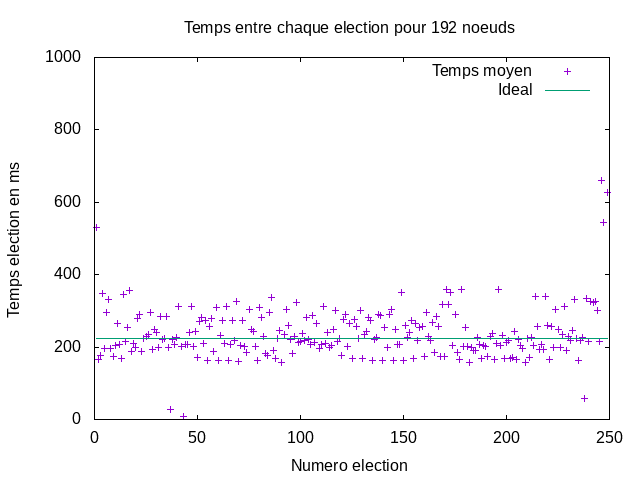 Temps entre chaque election pour 192 noeuds
1000
Temps moyen
Ideal
800
600
400
200
0
Temps election en ms
0 50 100 150 200 250
Numero election